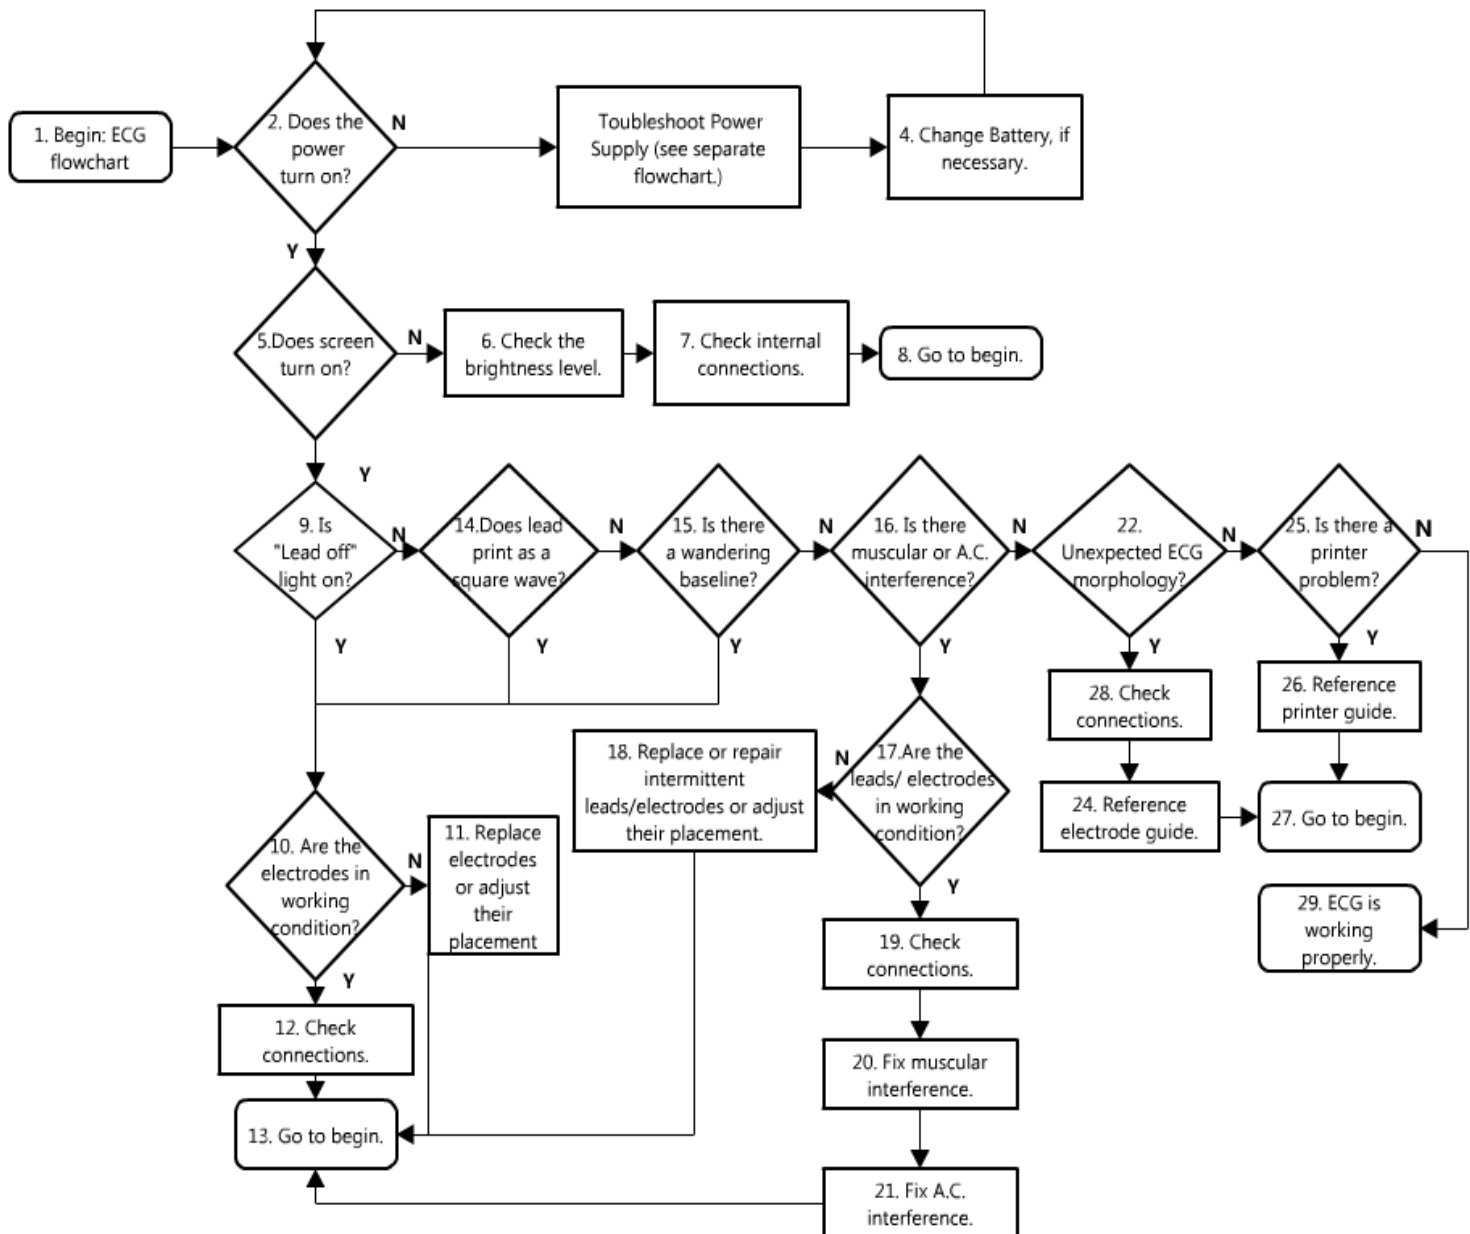 1. Begin: ECG
flowchart
2. Does the
power
turn on?
N
Toubleshoot Power
Supply (see separate
flowchart.)
4. Change Battery, if
necessary.
Y
5.Does screen
turn on?
N
6. Check the
brightness level.
7. Check internal
connections.
8. Go to begin.
Y
9. Is
"Lead off"
light on?
N
14.Does lead
print as a
square wave?
N
15. Is there
a wandering
baseline?
N
16. Is there
muscular or A.C.
interference?
N
22.
Unexpected ECG
morphology?
N
25. Is there a
printer
problem?
N
Y
Y
Y
Y
Y
Y
28. Check
connections.
26. Reference
printer guide.
18. Replace or repair
intermittent
leads/electrodes or adjust
their placement.
N
17.Are the
leads/ electrodes
in working
condition?
24. Reference
electrode guide.
27. Go to begin.
10. Are the
electrodes in
working
condition?
N
11. Replace
electrodes
or adjust
their
placement
Y
29. ECG is
working
properly.
19. Check
connections.
Y
12. Check
connections.
20. Fix muscular
interference.
13. Go to begin.
21. Fix A.C.
interference.